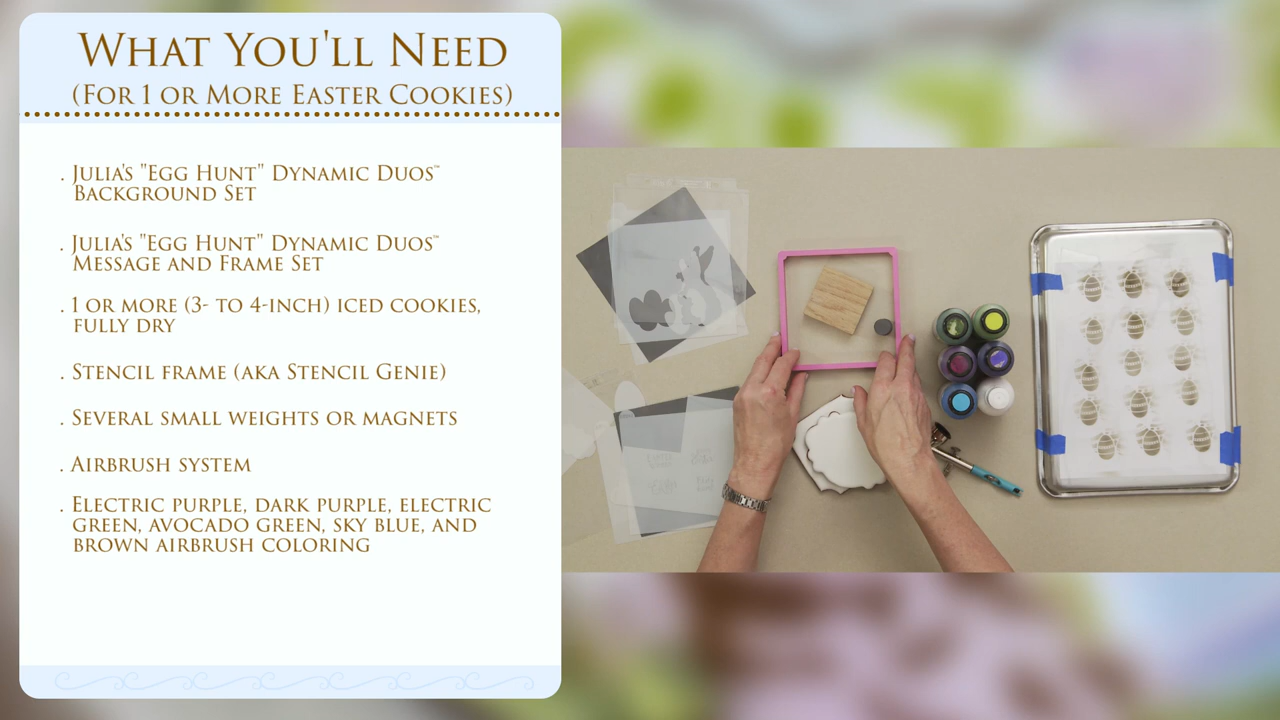 What You'll Need
(For 1 or More Easter Cookies)
. Julia's "Egg Hunt" Dynamic Duos™
Background Set
. Julia's "Egg Hunt" Dynamic Duos™
Message and Frame Set
. 1 or more (3- to 4-inch) iced cookies,
fully dry
. Stencil frame (aka Stencil Genie)
. Several small weights or magnets
. Airbrush system
. Electric purple, dark purple, electric
green, avocado green, sky blue, and
brown airbrush coloring